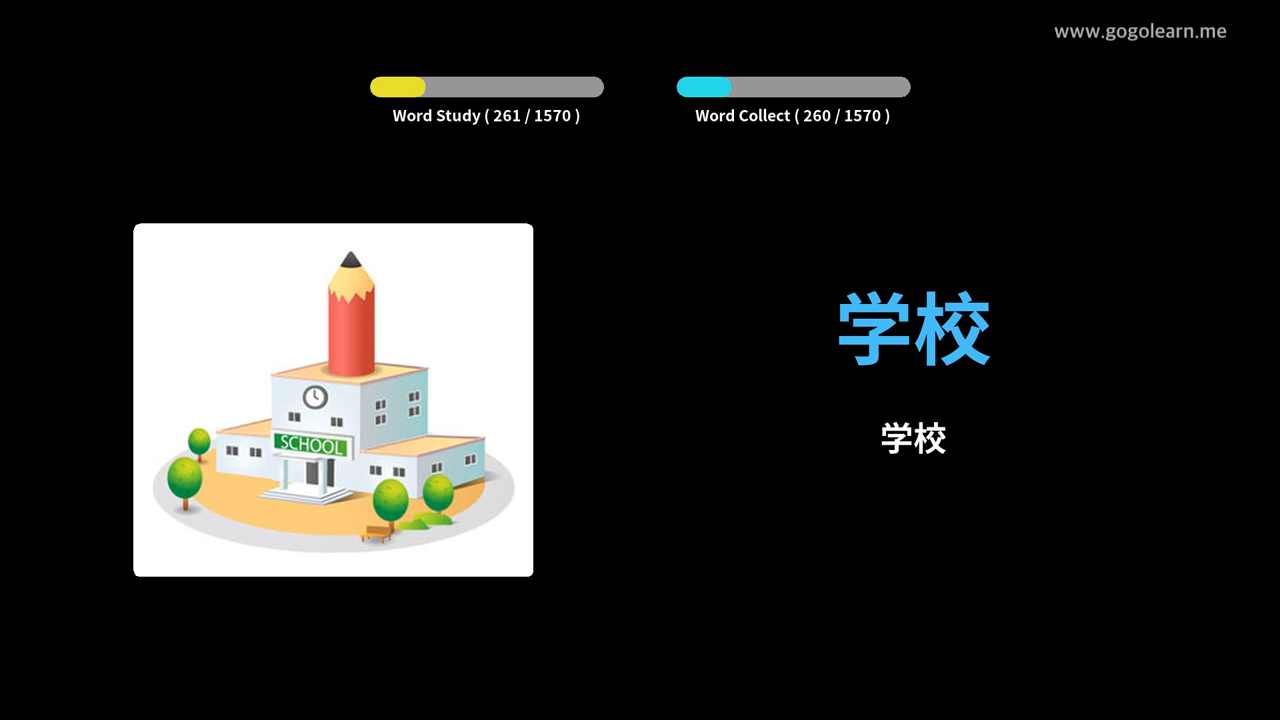 www.gogolearn.me
Word Study ( 261 / 1570 )
Word Collect ( 260 / 1570 )
SCHOOL
学校
学校